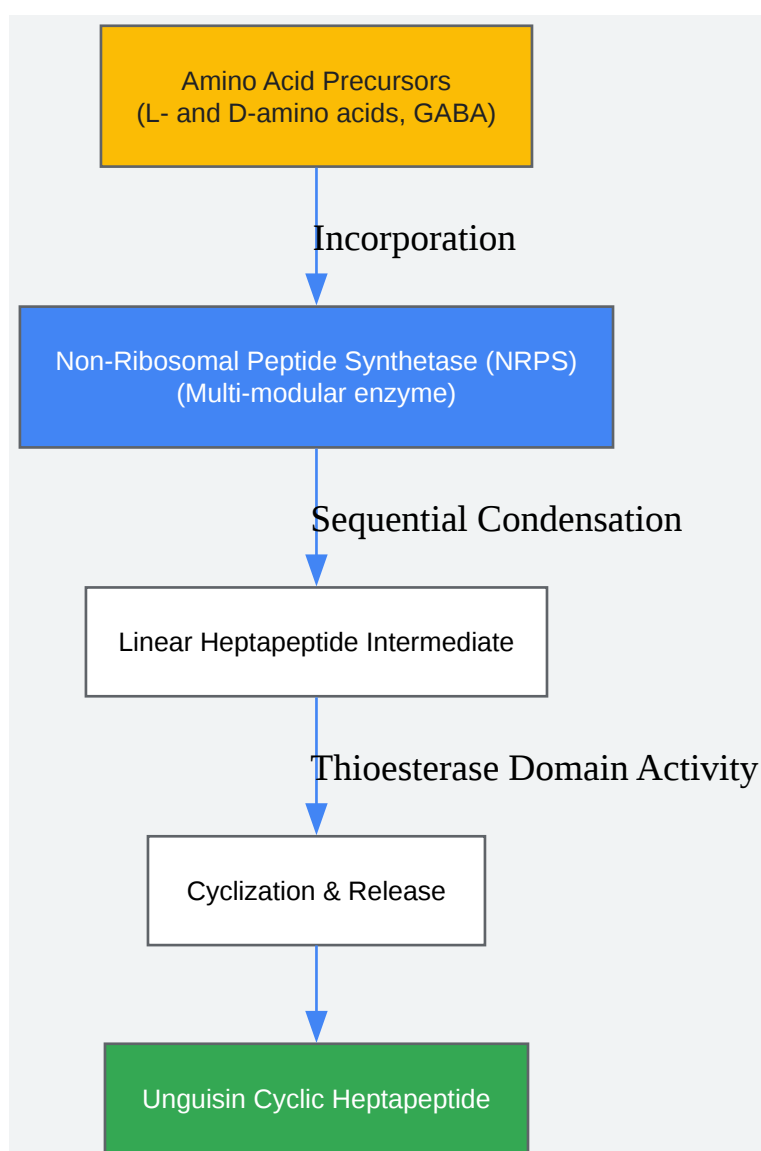 Amino Acid Precursors
(L- and D-amino acids, GABA)
Incorporation
Non-Ribosomal Peptide Synthetase (NRPS)
(Multi-modular enzyme)
Sequential Condensation
Linear Heptapeptide Intermediate
Thioesterase Domain Activity
Cyclization & Release
Unguisin Cyclic Heptapeptide